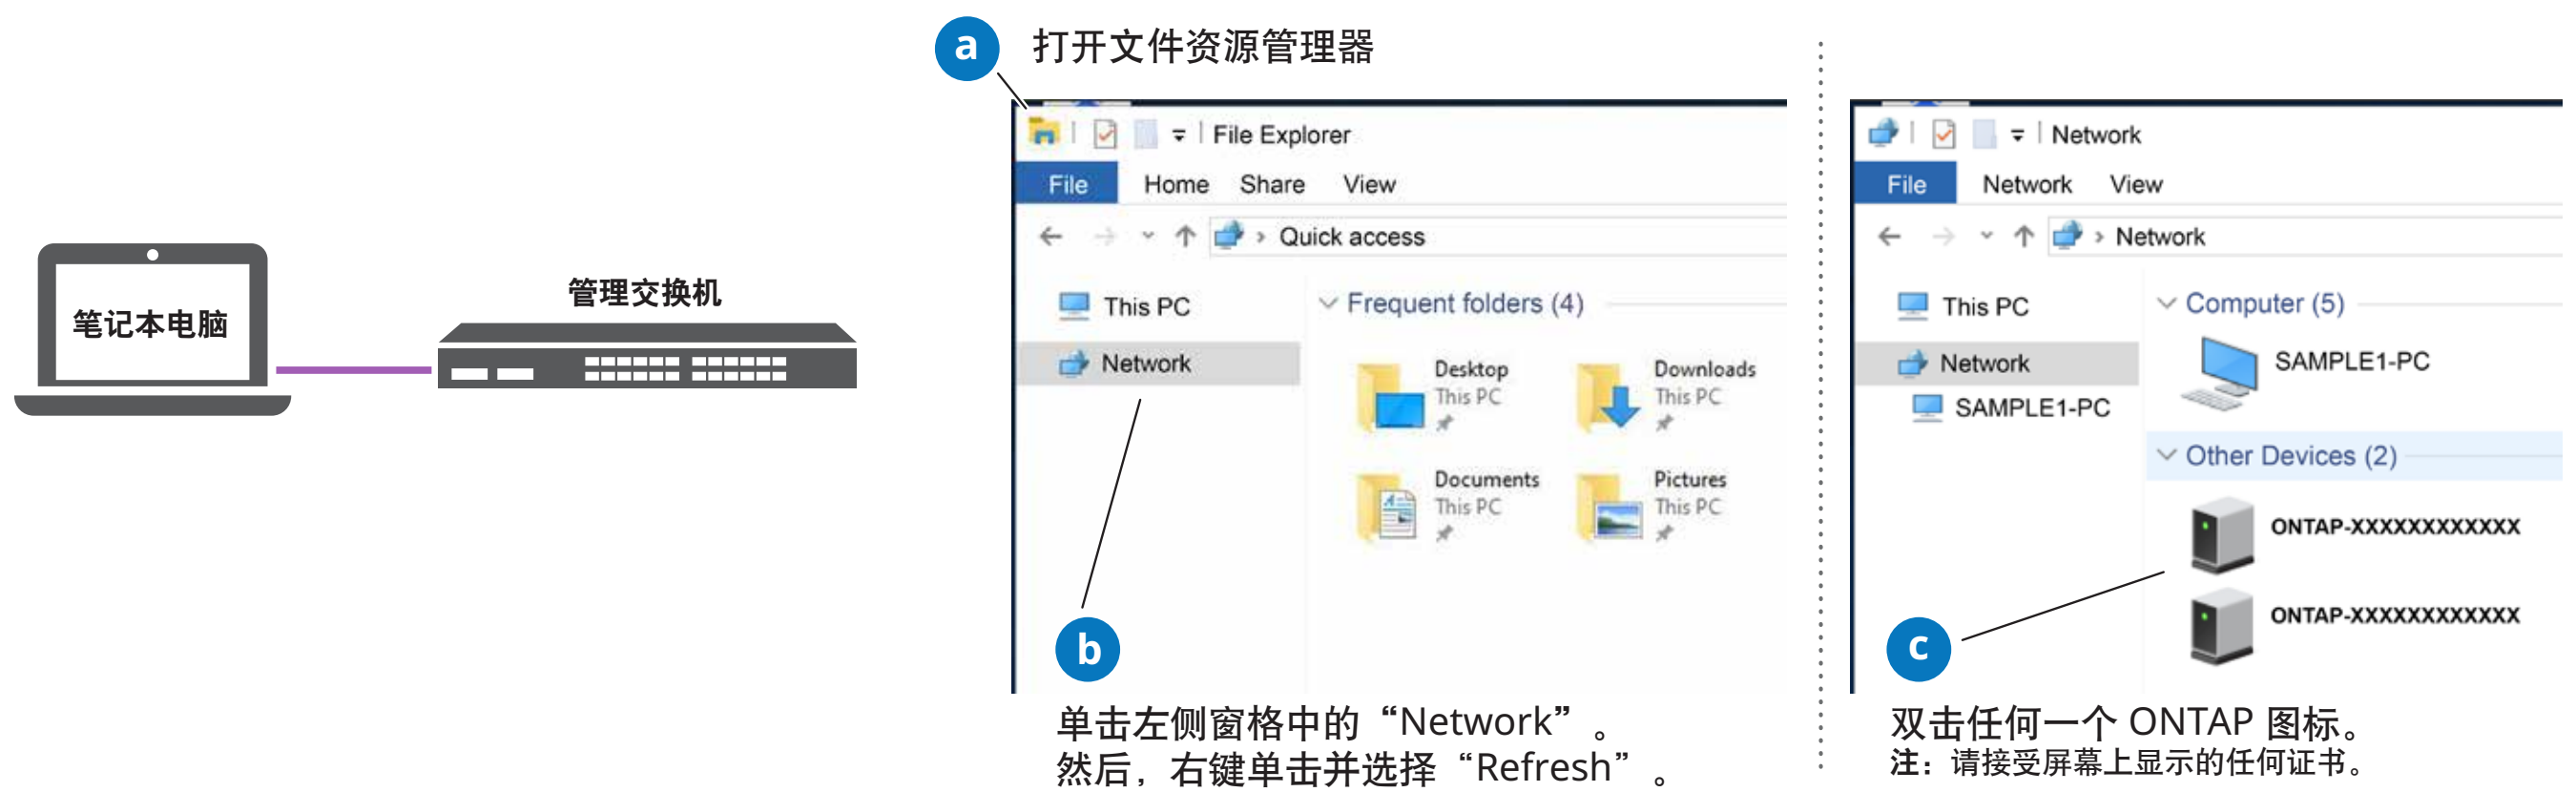 笔记本电脑
管理交换机
a 打开文件资源管理器
File Explorer
File Home Share View
Quick access
This PC
Network
Frequent folders (4)
Desktop
This PC
Downloads
This PC
Documents
This PC
Pictures
This PC
b
单击左侧窗格中的“Network”。
然后，右键单击并选择“Refresh”。
Network
File Network View
Network
This PC
Network
SAMPLE1-PC
Computer (5)
SAMPLE1-PC
Other Devices (2)
ONTAP-XXXXXXXXXXXX
ONTAP-XXXXXXXXXXXX
c
双击任何一个 ONTAP 图标。
注：请接受屏幕上显示的任何证书。